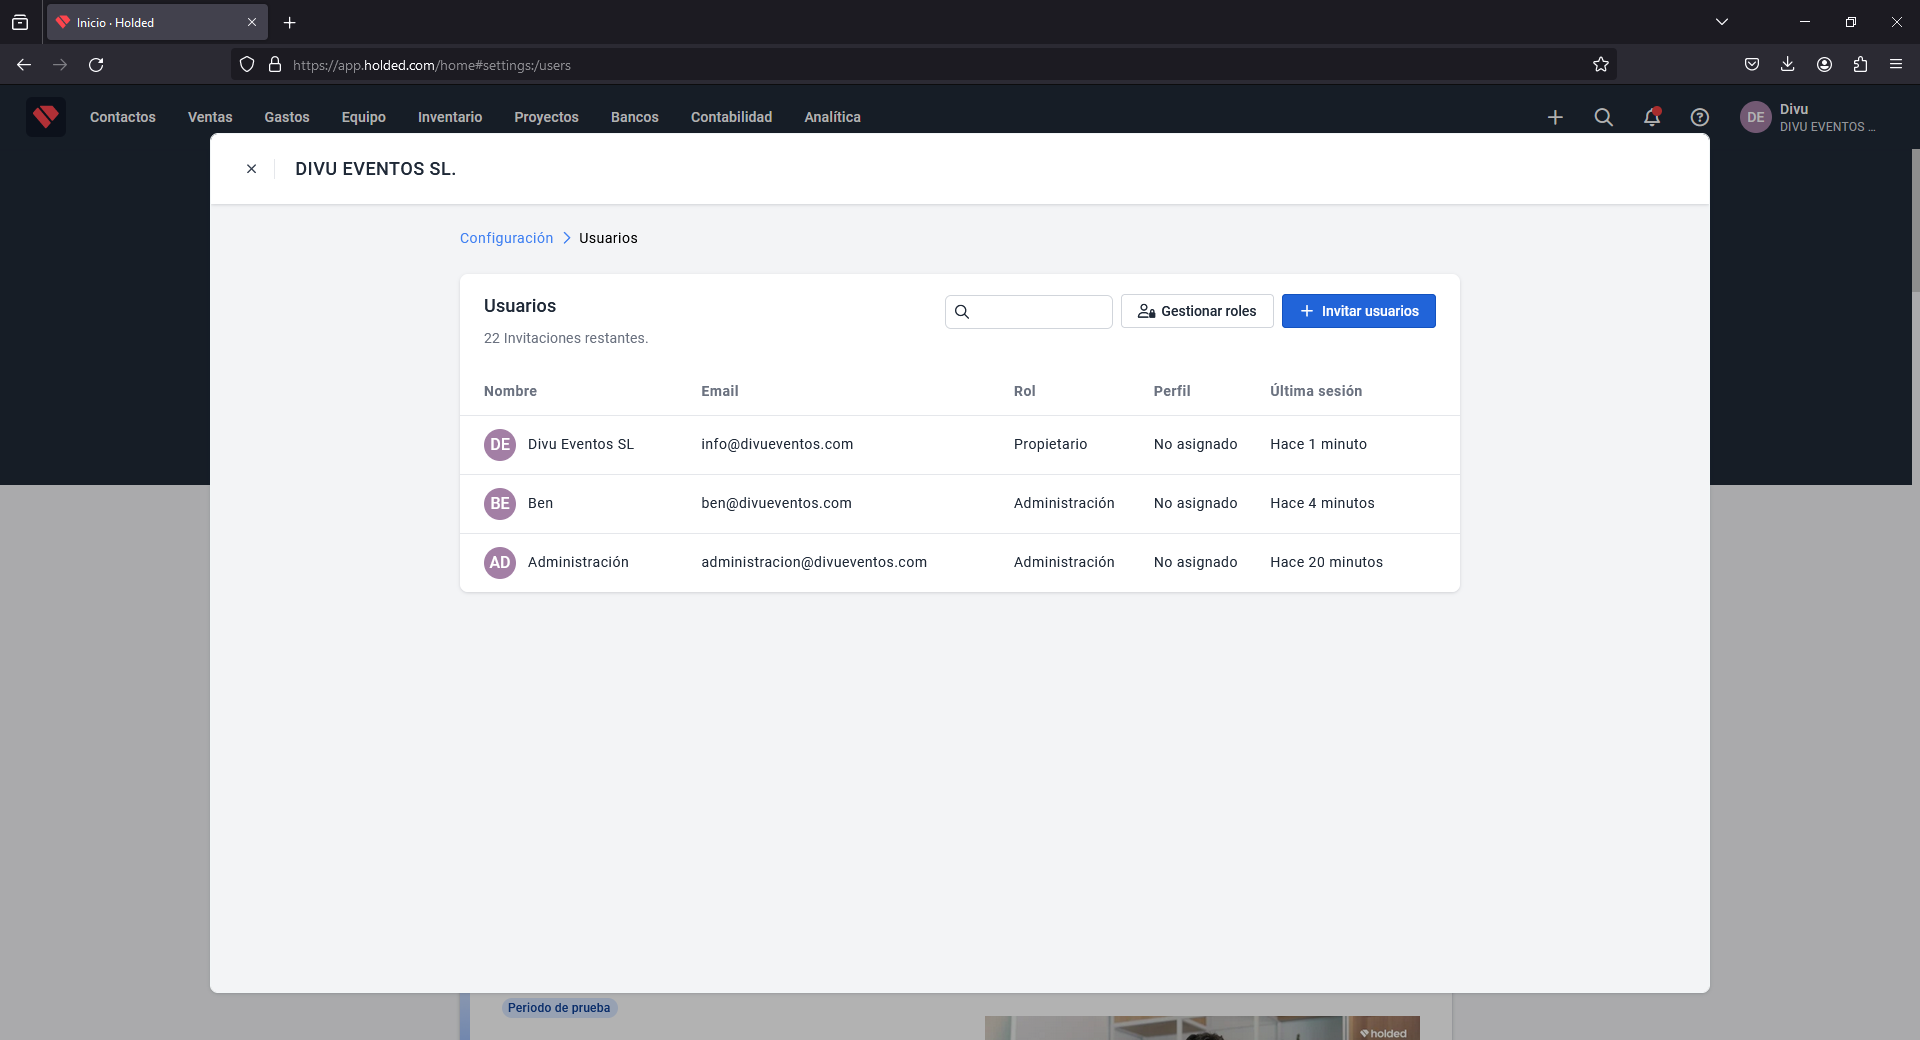 Inicio · Holded
https://app.holded.com/home#settings:/users
Contactos Ventas Gastos Equipo Inventario Proyectos Bancos Contabilidad Analítica
DE Divu
DIVU EVENTOS ...
DIVU EVENTOS SL.
Configuración > Usuarios
Usuarios
22 Invitaciones restantes.
Gestionar roles
Invitar usuarios
Nombre Email Rol Perfil Última sesión
DE Divu Eventos SL info@divueventos.com Propietario No asignado Hace 1 minuto
BE Ben ben@divueventos.com Administración No asignado Hace 4 minutos
AD Administración administracion@divueventos.com Administración No asignado Hace 20 minutos
Periodo de prueba
holded